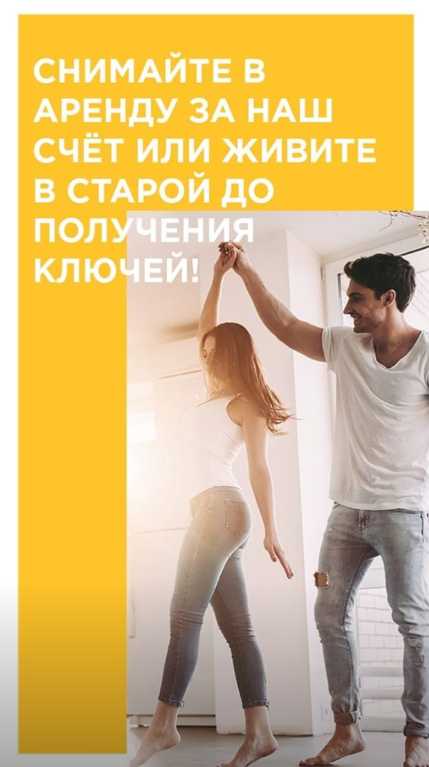 СНИМАЙТЕ В
АРЕНДУ ЗА НАШ
СЧЁТ ИЛИ ЖИВИТЕ
В СТАРОЙ ДО
ПОЛУЧЕНИЯ
КЛЮЧЕЙ!